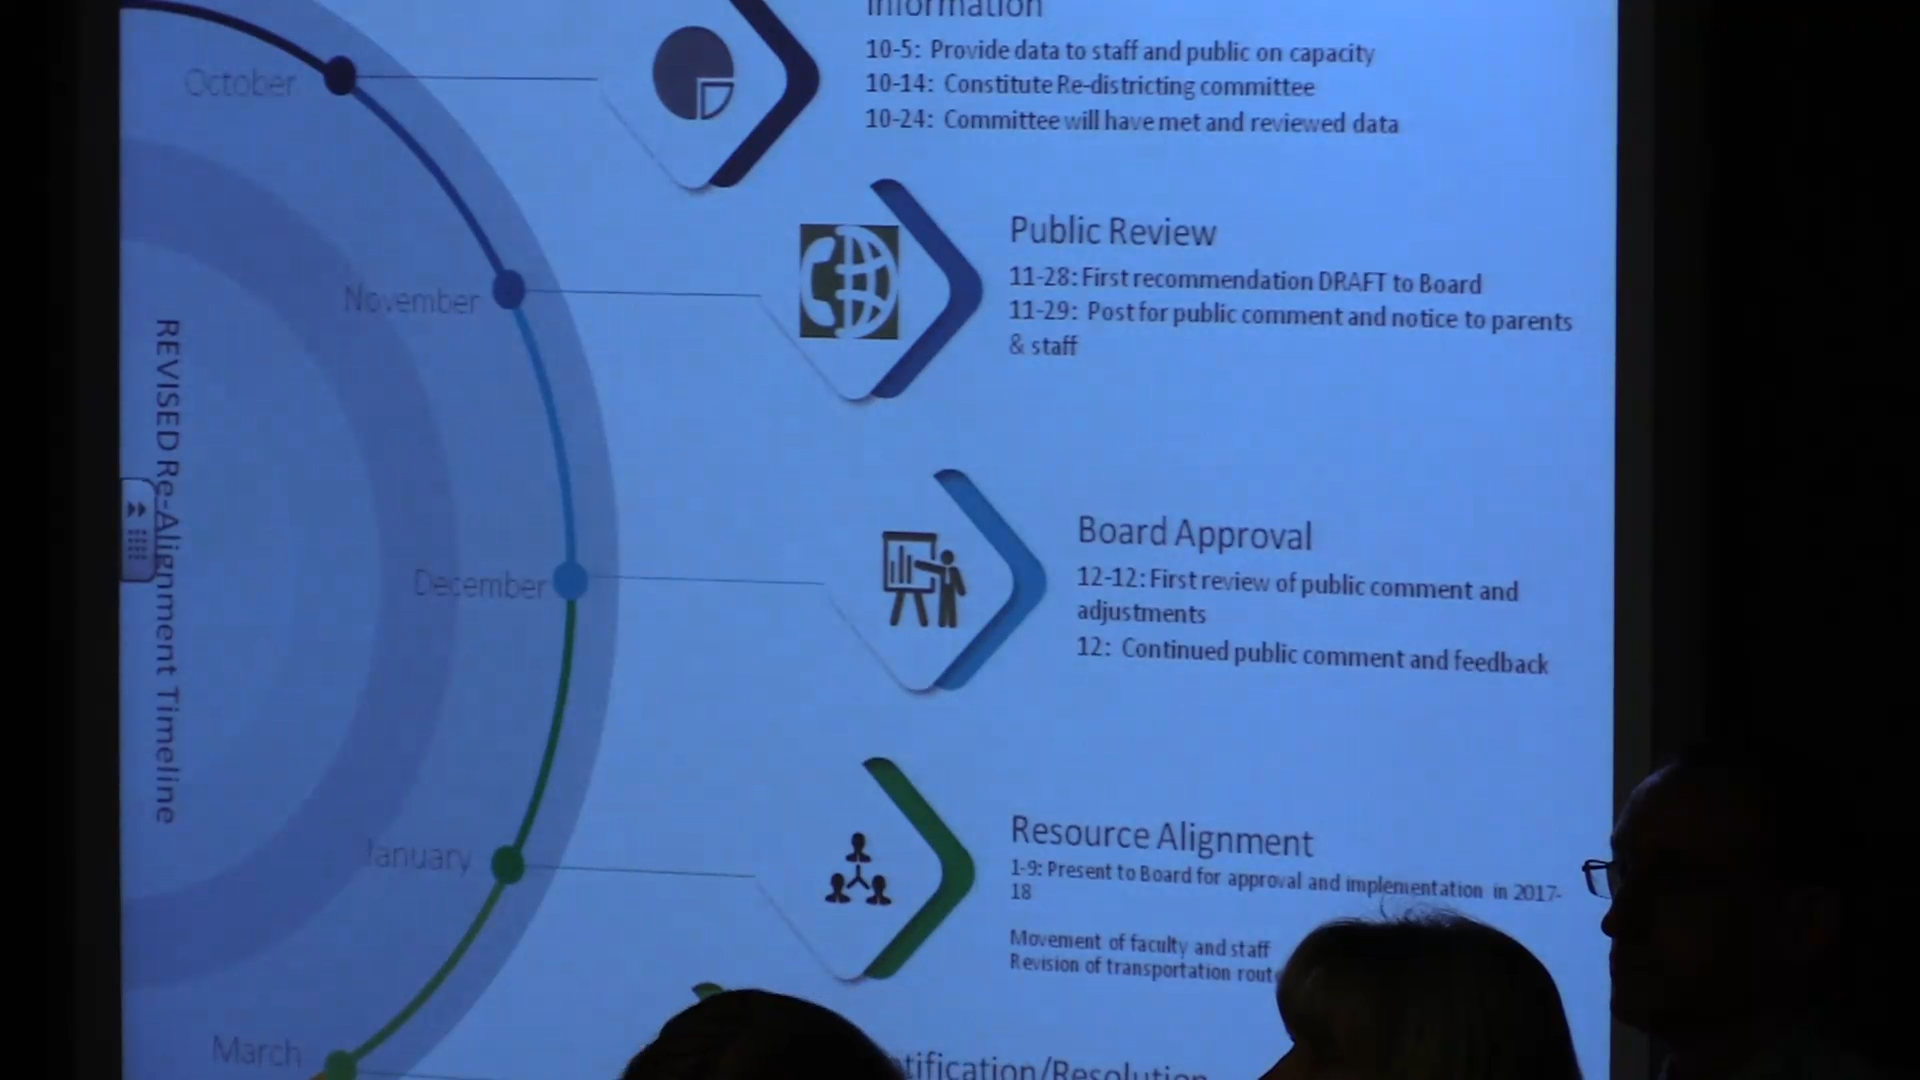 Information
10-5: Provide data to staff and public on capacity
10-14: Constitute Re-districting committee
10-24: Committee will have met and reviewed data
October
Public Review
11-28: First recommendation DRAFT to Board
11-29: Post for public comment and notice to parents
& staff
November
REVISED Re-Alignment Timeline
Board Approval
12-12: First review of public comment and
adjustments
12: Continued public comment and feedback
December
Resource Alignment
1-9: Present to Board for approval and implementation in 2017-
18
January
Movement of faculty and staff
Revision of transportation
March